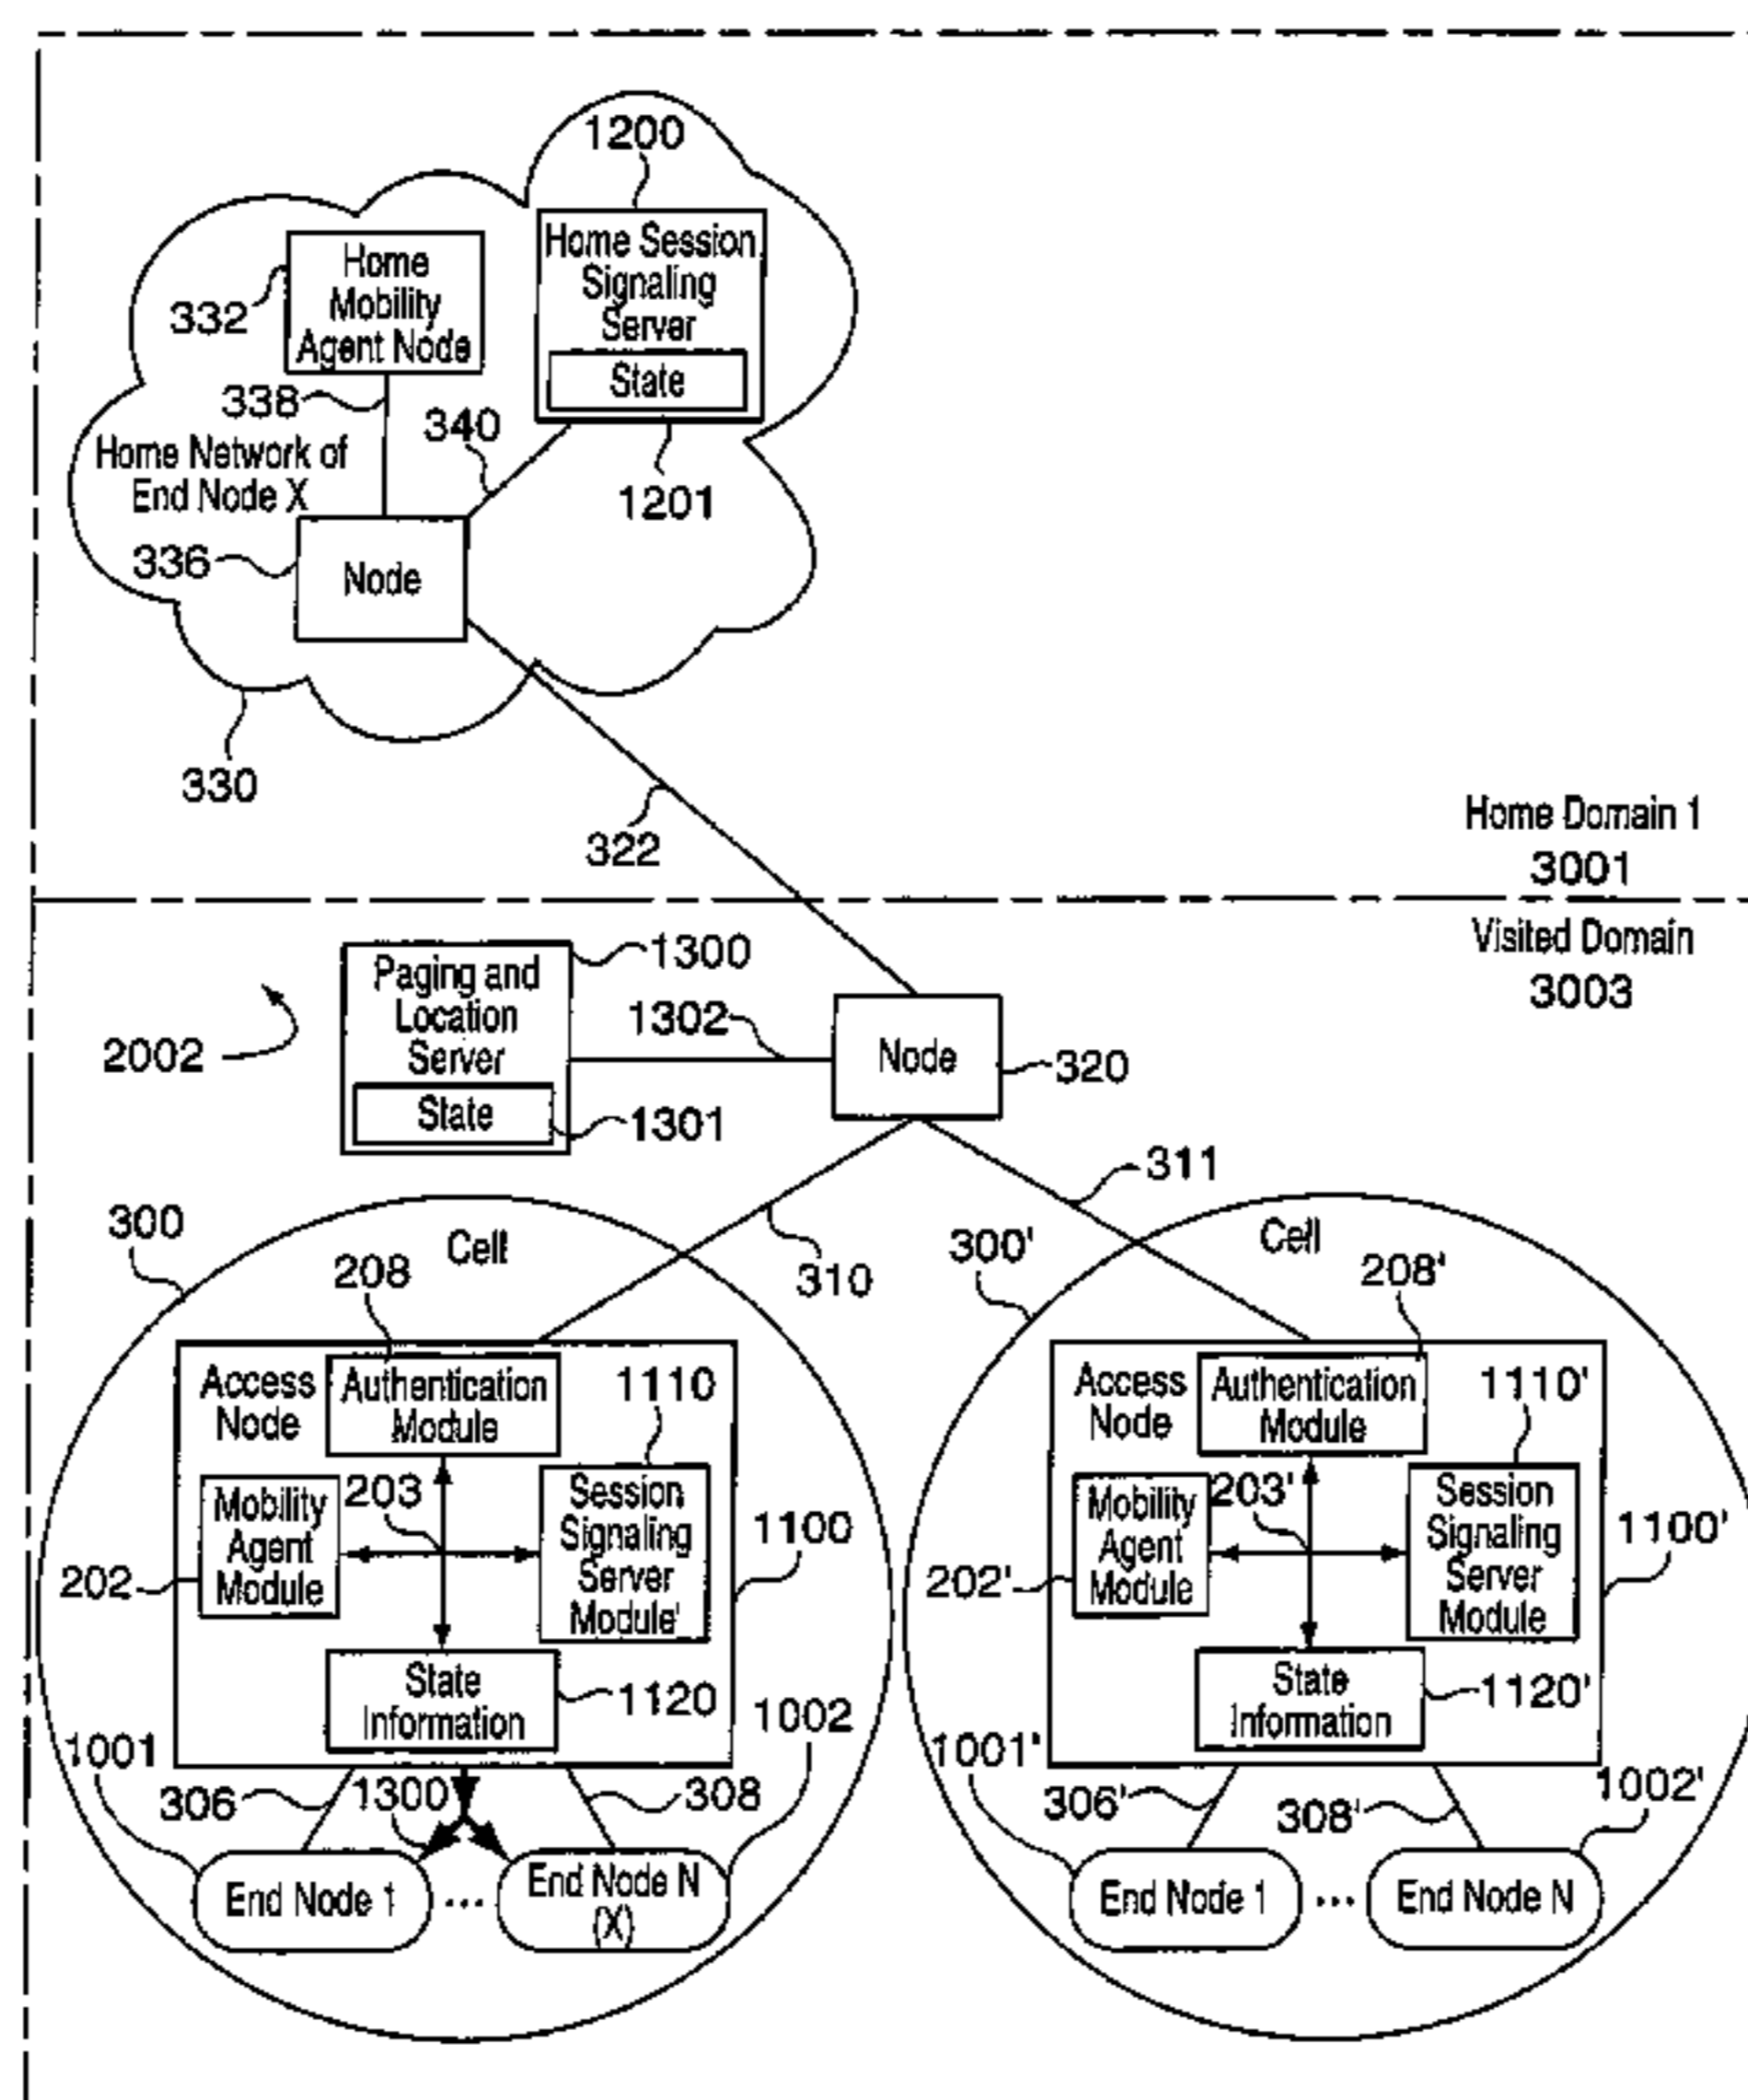 1200
Home Session
Signaling
Server
State
1201
332
Home
Mobility
Agent Node
338
340
Home Network of
End Node X
336
Node
330
322
Home Domain 1
3001
Visited Domain
3003
2002
Paging and
Location
Server
State
1300
1301
1302
Node
320
310
311
300
Cell
208
Access
Node
Authentication
Module
1110
Mobility
Agent
Module
203
Session
Signaling
Server
Module'
1100
202
State
Information
1120
1001
306
1300
308
1002
End Node 1
...
End Node N
(X)
300'
Cell
208'
Access
Node
Authentication
Module
1110'
Mobility
Agent
Module
203'
Session
Signaling
Server
Module
1100'
202'
State
Information
1120'
1001'
306'
308'
1002'
End Node 1
...
End Node N